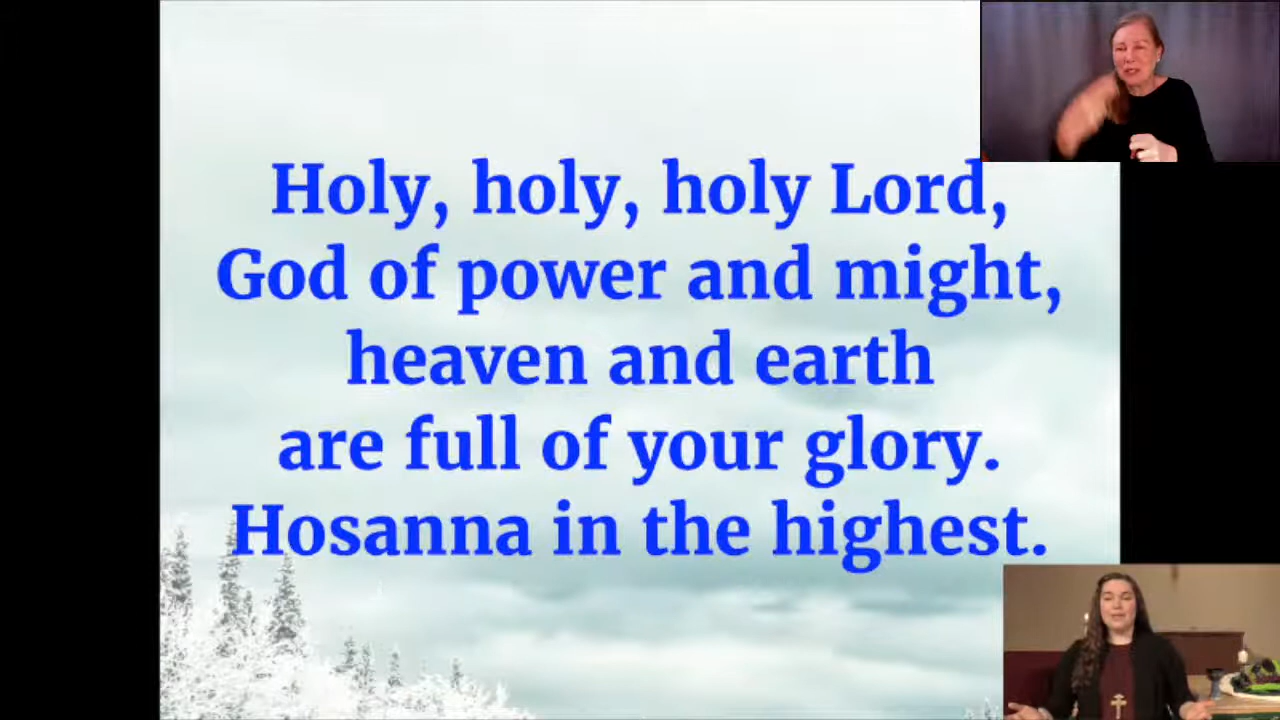 Holy, holy, holy Lord,
God of power and might,
heaven and earth
are full of your glory.
Hosanna in the highest.